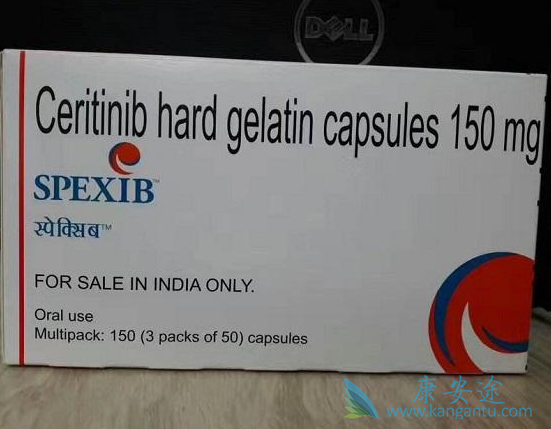 DELL
Ceritinib hard gelatin capsules 150 mg
SPEXIB™
स्पेक्सिब™
FOR SALE IN INDIA ONLY.
Oral use
Multipack: 150 (3 packs of 50) capsules
康安途
www.kangantu.com